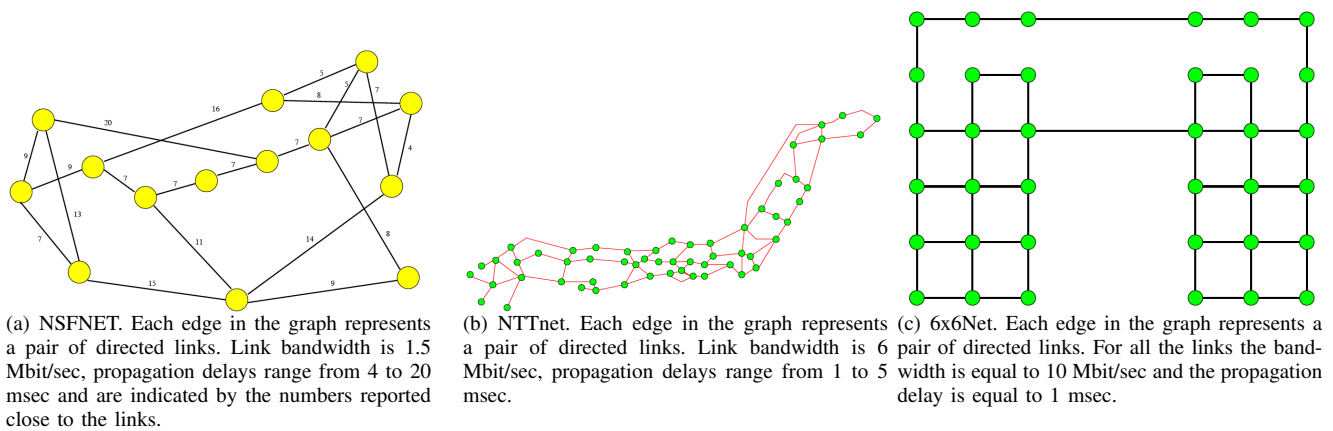 5
5
7
8
16
20
7
9
9
7
4
7
7
7
13
11
14
8
7
15
9
(a) NSFNET. Each edge in the graph represents
a pair of directed links. Link bandwidth is 1.5
Mbit/sec, propagation delays range from 4 to 20
msec and are indicated by the numbers reported
close to the links.
(b) NTTnet. Each edge in the graph represents
a pair of directed links. Link bandwidth is 6
Mbit/sec, propagation delays range from 1 to 5
msec.
(c) 6x6Net. Each edge in the graph represents a
pair of directed links. For all the links the band-
width is equal to 10 Mbit/sec and the propagation
delay is equal to 1 msec.